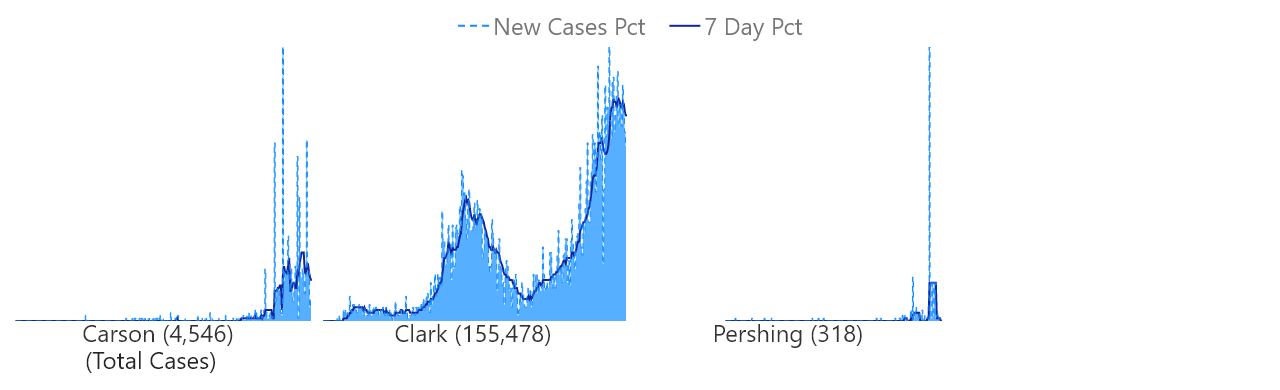 New Cases Pct 7 Day Pct
Carson (4,546) Clark (155,478) Pershing (318)
(Total Cases)